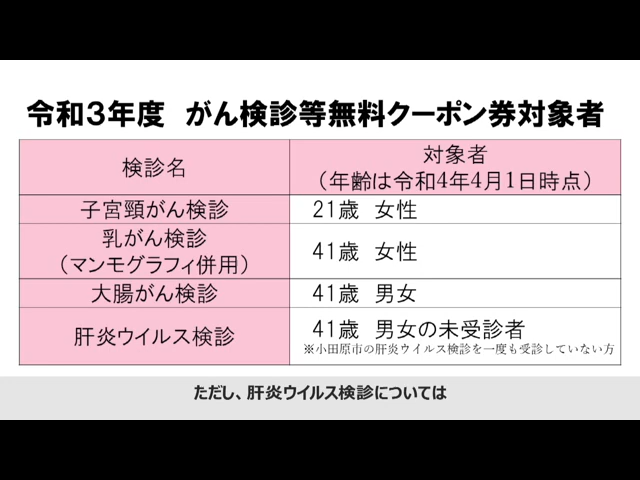 令和3年度　がん検診等無料クーポン券対象者
検診名
対象者
（年齢は令和4年4月1日時点）
子宮頸がん検診
21歳 女性
乳がん検診
（マンモグラフィ併用）
41歳 女性
大腸がん検診
41歳 男女
肝炎ウイルス検診
41歳 男女の未受診者
※小田原市の肝炎ウイルス検診を一度も受診していない方
ただし、肝炎ウイルス検診については